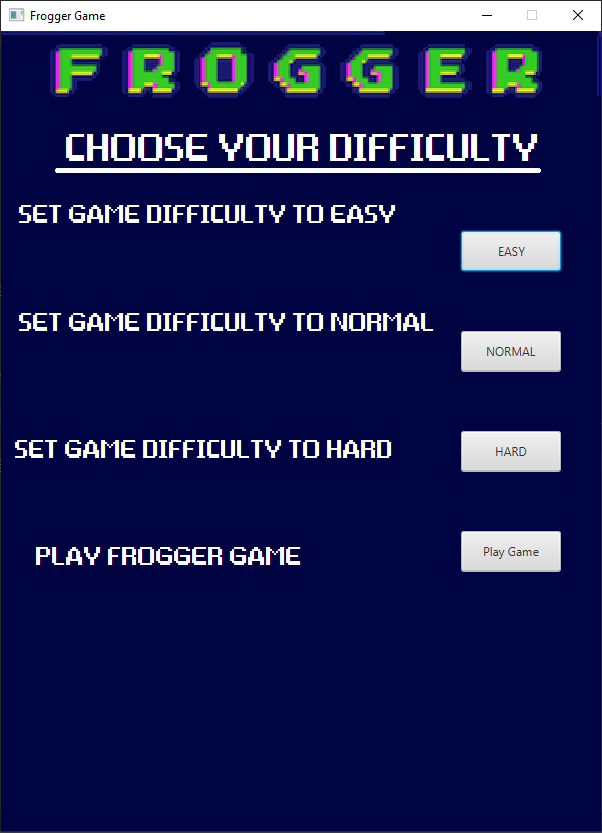 Frogger Game
FROGGER
CHOOSE YOUR DIFFICULTY
SET GAME DIFFICULTY TO EASY
EASY
SET GAME DIFFICULTY TO NORMAL
NORMAL
SET GAME DIFFICULTY TO HARD
HARD
PLAY FROGGER GAME
Play Game